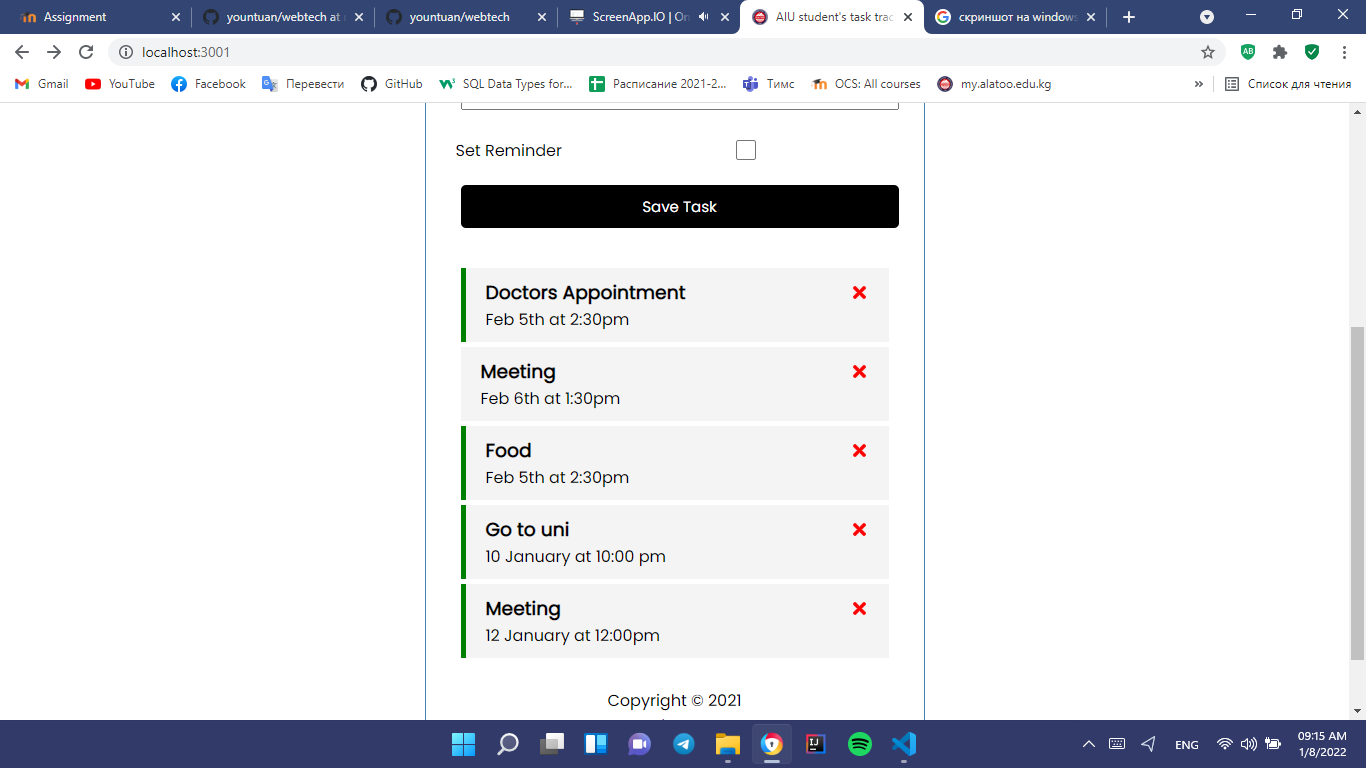 Assignment
yountuan/webtech at
yountuan/webtech
ScreenApp.IO | On
AIU student's task trac
скриншот на windows
localhost:3001
Gmail
YouTube
Facebook
Перевести
GitHub
SQL Data Types for...
Расписание 2021-2...
Тимс
OCS: All courses
my.alatoo.edu.kg
»
Список для чтения
Set Reminder
Save Task
Doctors Appointment
Feb 5th at 2:30pm
Meeting
Feb 6th at 1:30pm
Food
Feb 5th at 2:30pm
Go to uni
10 January at 10:00 pm
Meeting
12 January at 12:00pm
Copyright © 2021
ENG
09:15 AM
1/8/2022